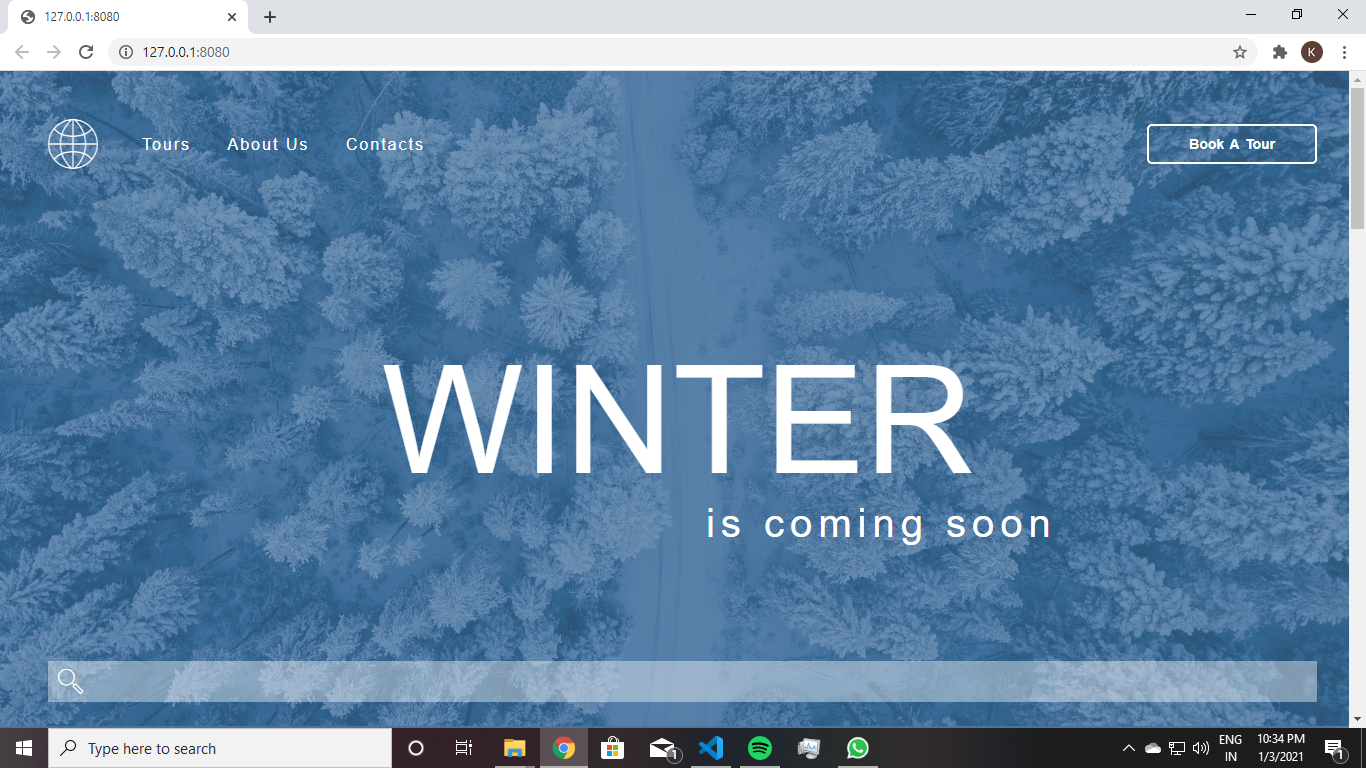 127.0.0.1:8080
127.0.0.1:8080
K
Tours About Us Contacts Book A Tour
WINTER
is coming soon
Type here to search
1
ENG
IN
10:34 PM
1/3/2021
1